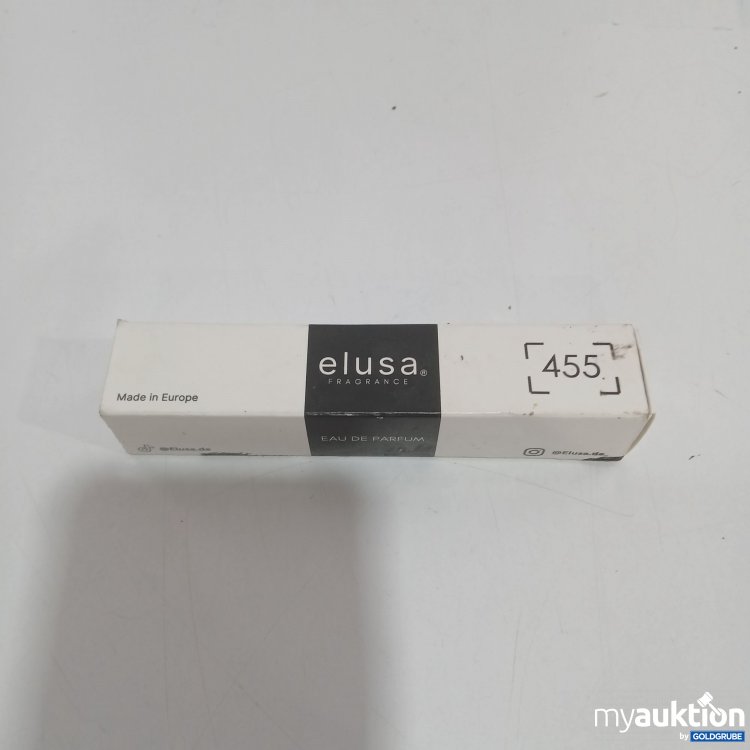 elusa®
FRAGRANCE
455
Made in Europe
EAU DE PARFUM
@Elusa.de
@Elusa.de
myauktion
by GOLDGRUBE